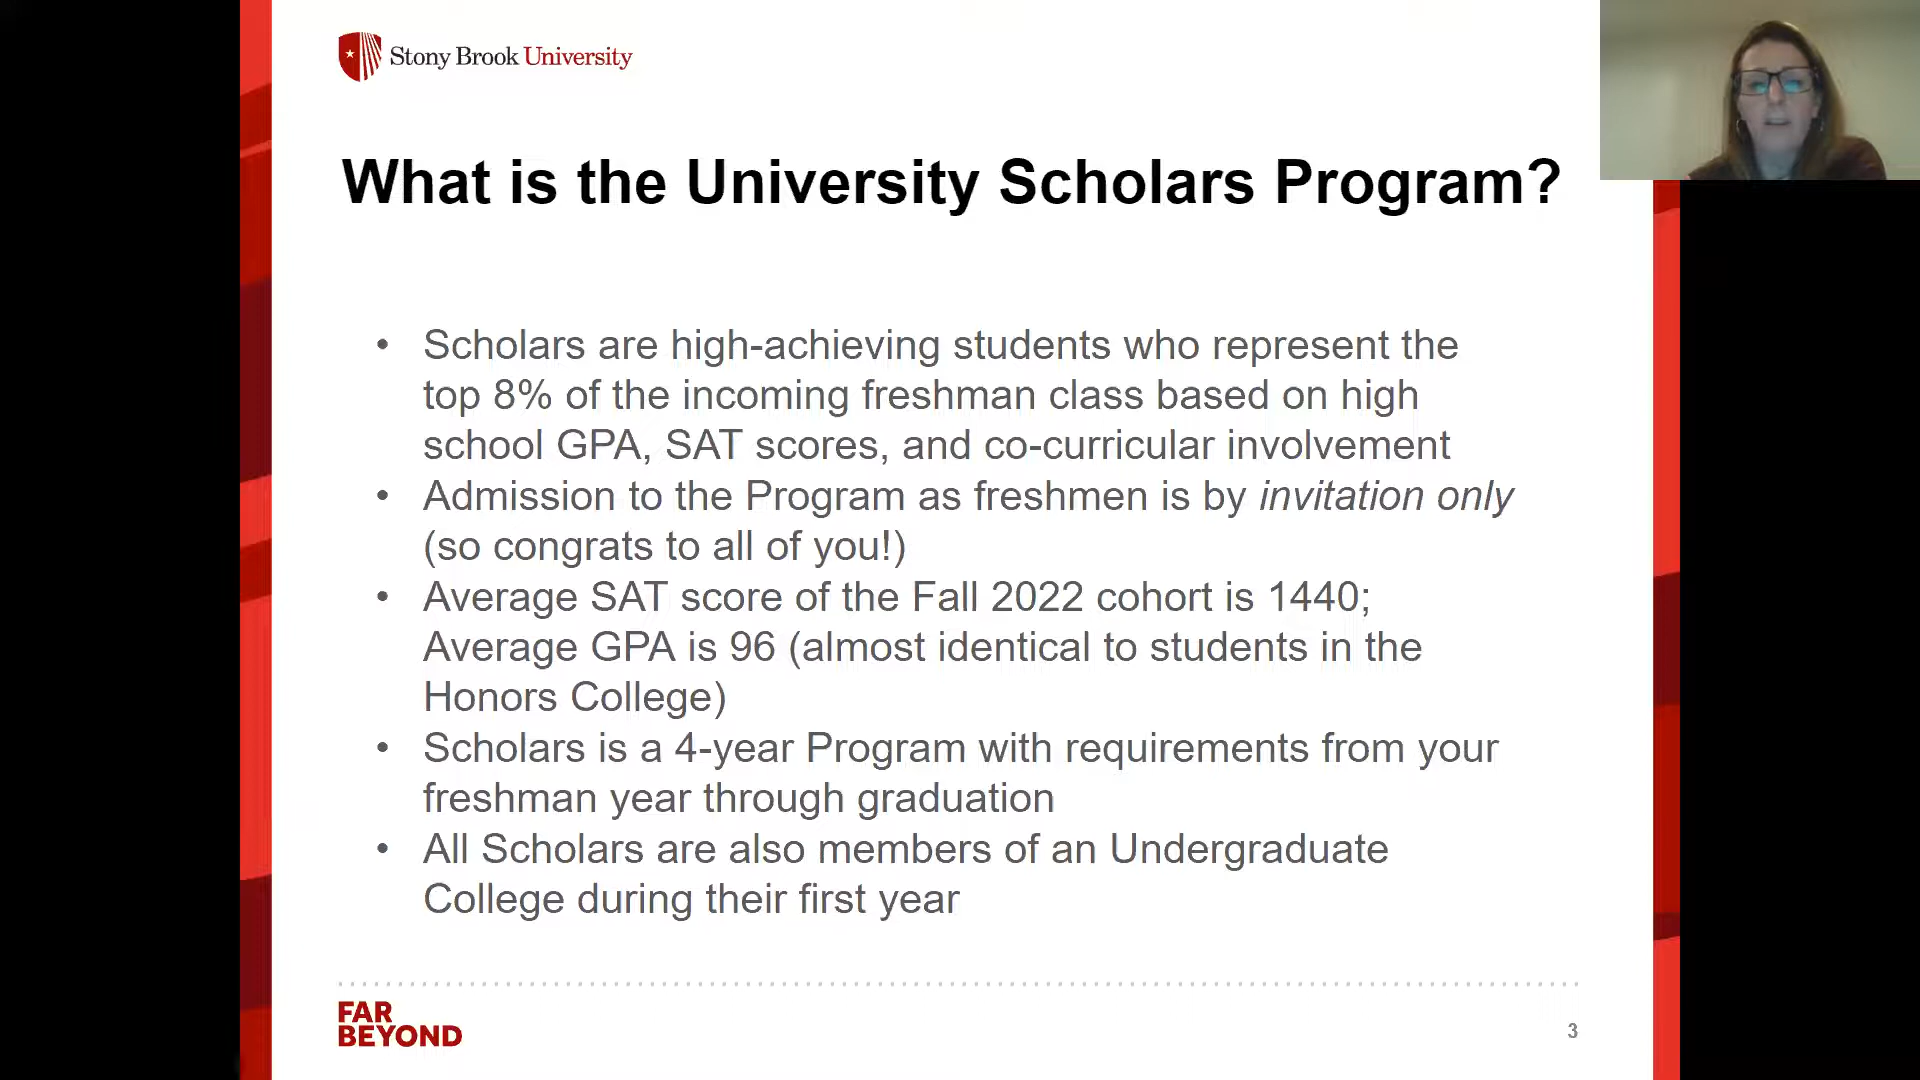 Stony Brook University
What is the University Scholars Program?
• Scholars are high-achieving students who represent the
top 8% of the incoming freshman class based on high
school GPA, SAT scores, and co-curricular involvement
• Admission to the Program as freshmen is by invitation only
(so congrats to all of you!)
• Average SAT score of the Fall 2022 cohort is 1440;
Average GPA is 96 (almost identical to students in the
Honors College)
• Scholars is a 4-year Program with requirements from your
freshman year through graduation
• All Scholars are also members of an Undergraduate
College during their first year
FAR
BEYOND
3